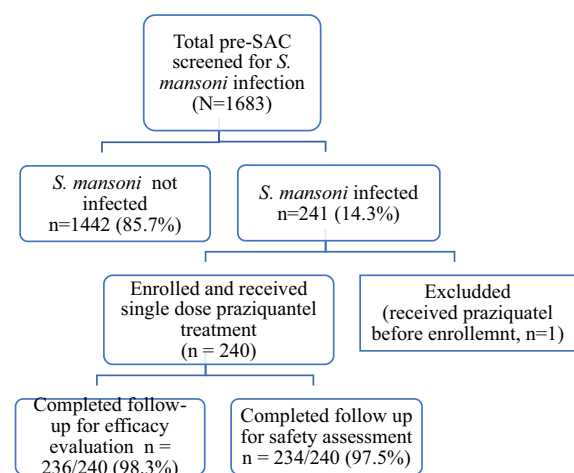 Total pre-SAC
screened for S.
mansoni infection
(N=1683)
S. mansoni not
infected
n=1442 (85.7%)
S. mansoni infected
n=241 (14.3%)
Enrolled and received
single dose praziquantel
treatment
(n = 240)
Excludded
(received praziquatel
before enrollemnt, n=1)
Completed follow-
up for efficacy
evaluation n =
236/240 (98.3%)
Completed follow up
for safety assessment
n = 234/240 (97.5%)